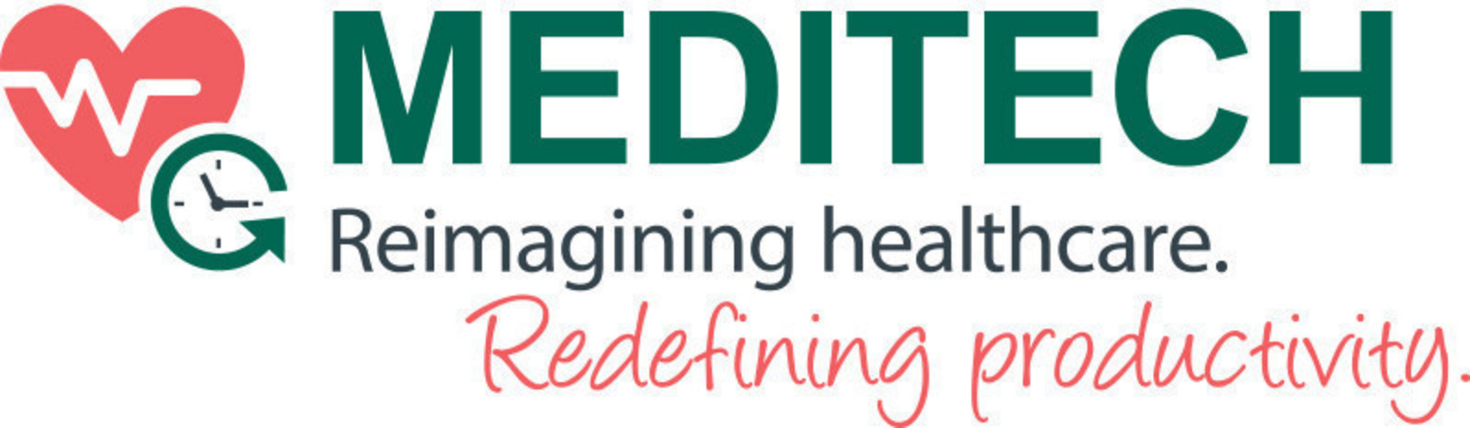 MEDITECH
Reimagining healthcare.
Redefining productivity.